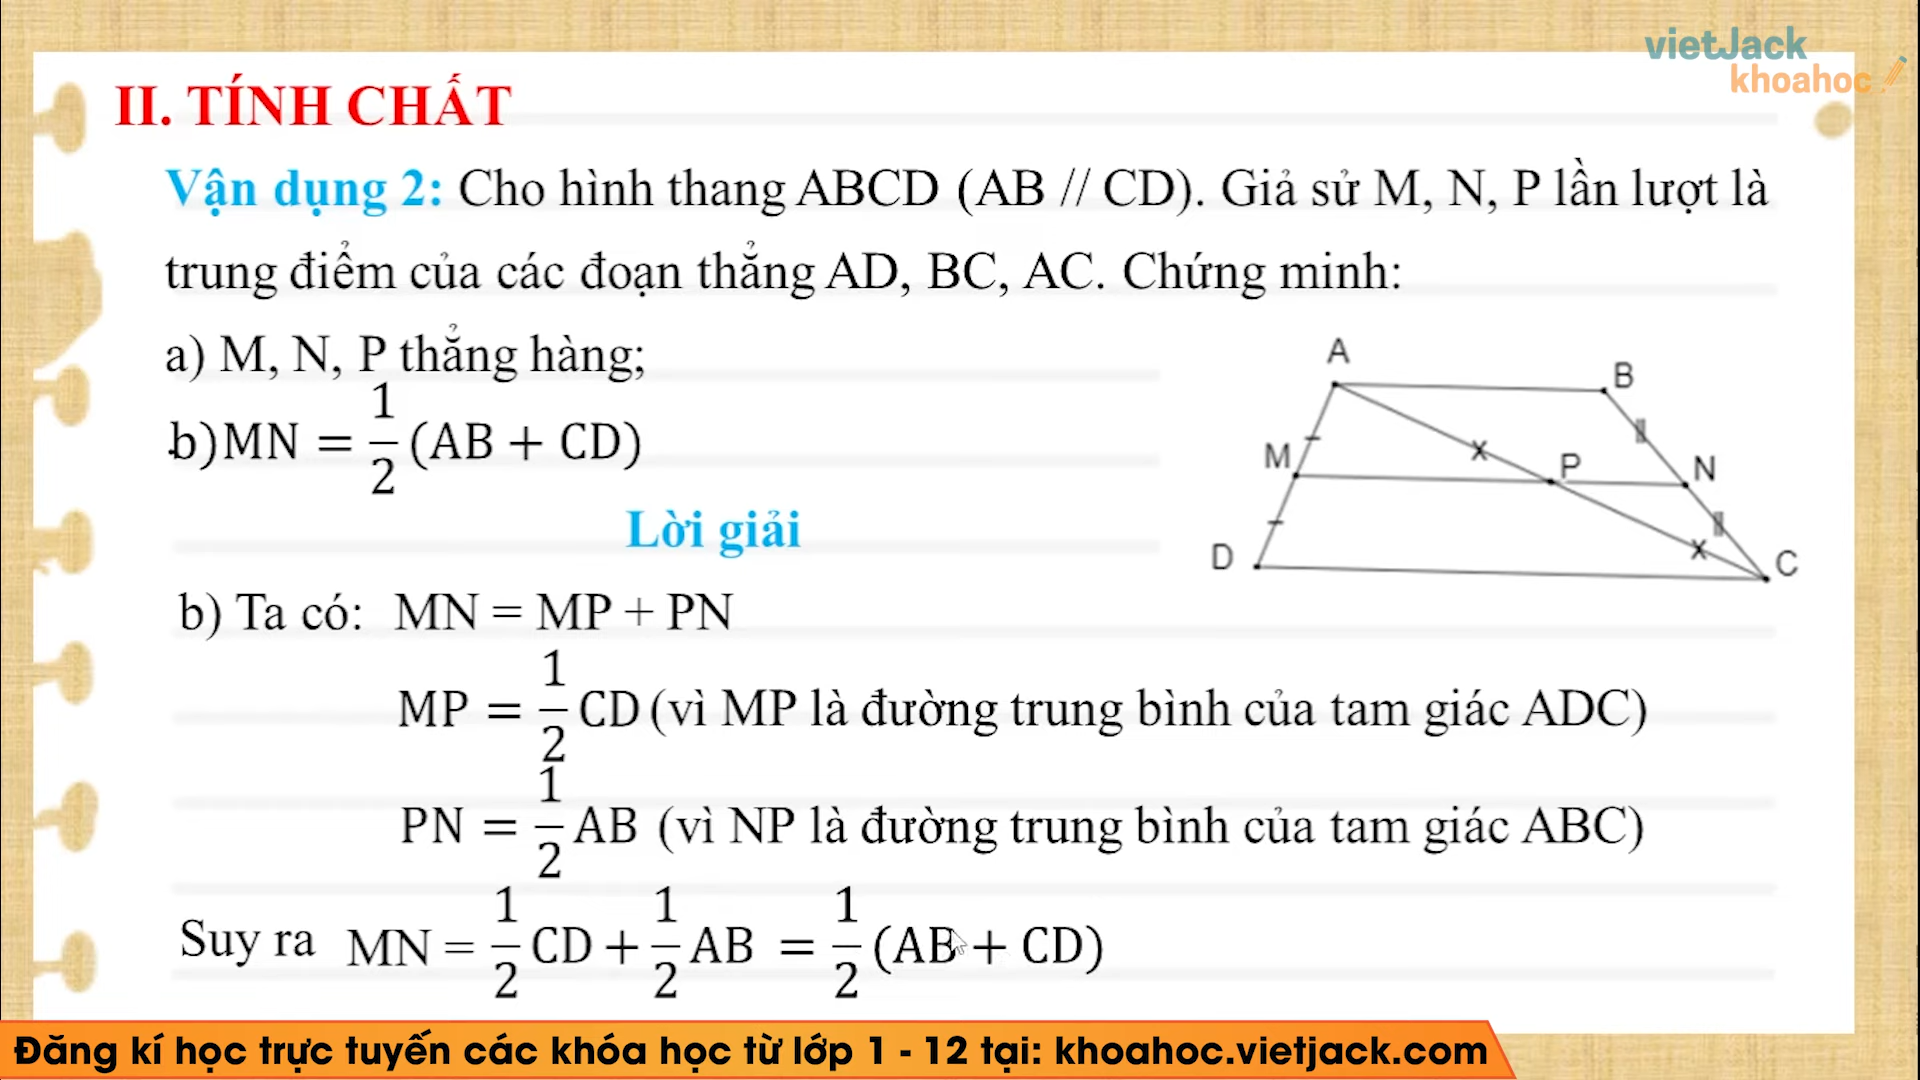 vietJack
khoahoc
II. TÍNH CHẤT
Vận dụng 2: Cho hình thang ABCD (AB // CD). Giả sử M, N, P lần lượt là
trung điểm của các đoạn thẳng AD, BC, AC. Chứng minh:
a) M, N, P thẳng hàng;
b) MN = 1/2 (AB + CD)
A
B
M
P
N
D
C
Lời giải
b) Ta có: MN = MP + PN
MP = 1/2 CD (vì MP là đường trung bình của tam giác ADC)
PN = 1/2 AB (vì NP là đường trung bình của tam giác ABC)
Suy ra MN = 1/2 CD + 1/2 AB = 1/2 (AB + CD)
Đăng kí học trực tuyến các khóa học từ lớp 1 - 12 tại: khoahoc.vietjack.com